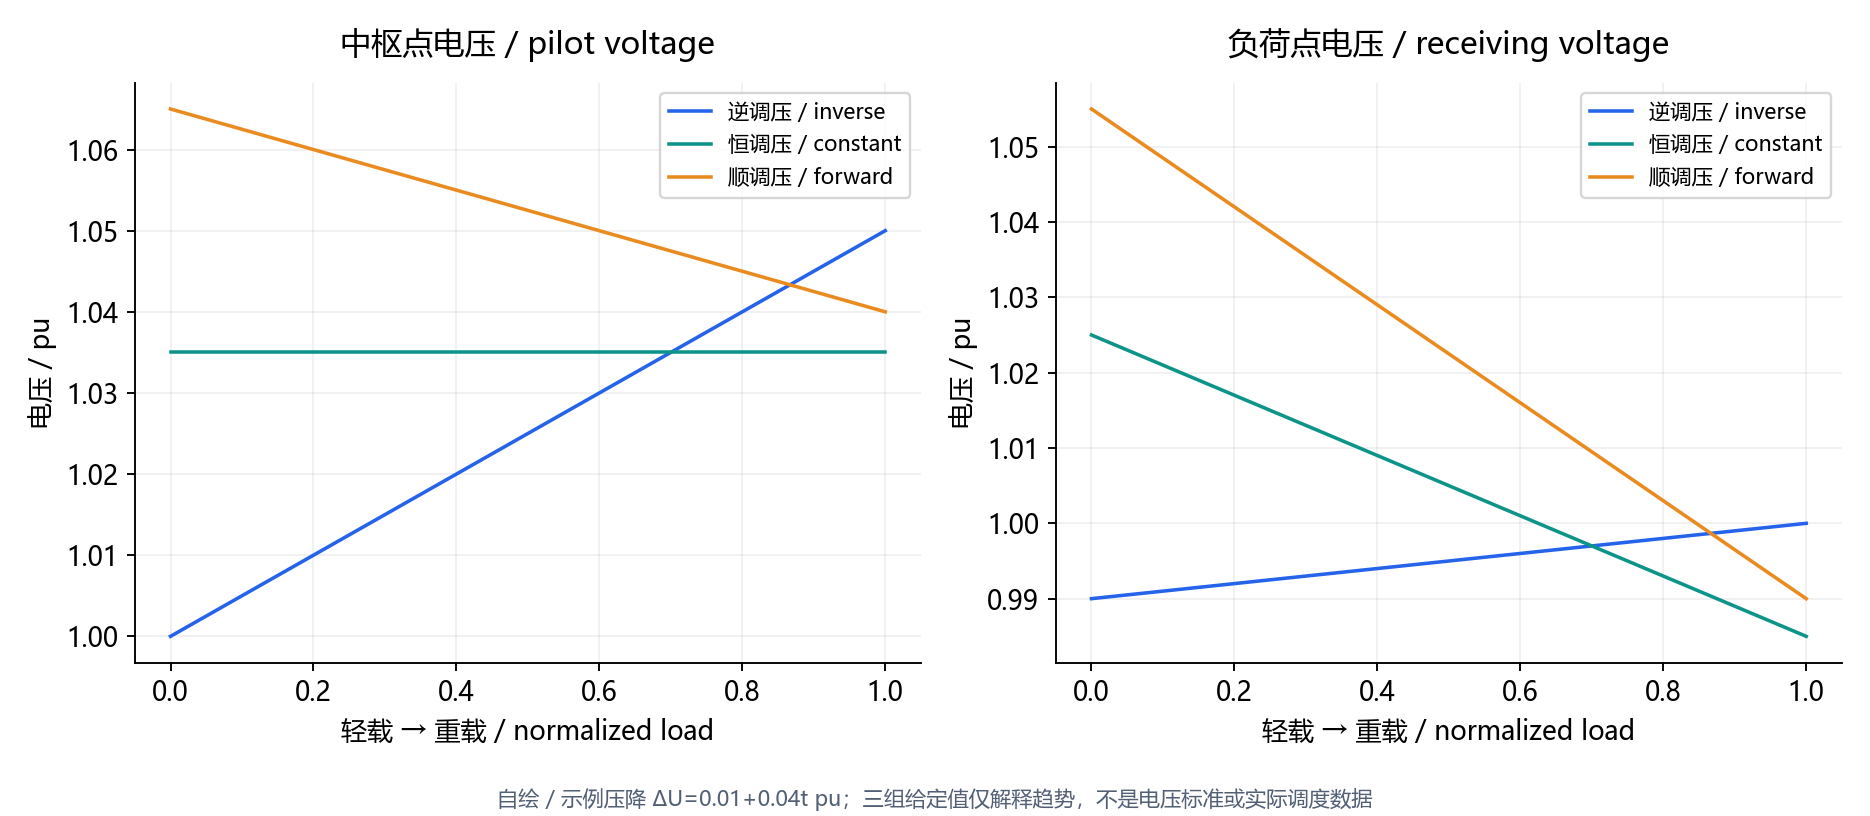 中枢点电压 / pilot voltage
逆调压 / inverse
恒调压 / constant
顺调压 / forward
电压 / pu
1.06
1.05
1.04
1.03
1.02
1.01
1.00
0.0 0.2 0.4 0.6 0.8 1.0
轻载 → 重载 / normalized load
负荷点电压 / receiving voltage
逆调压 / inverse
恒调压 / constant
顺调压 / forward
电压 / pu
1.05
1.04
1.03
1.02
1.01
1.00
0.99
0.0 0.2 0.4 0.6 0.8 1.0
轻载 → 重载 / normalized load
自绘 / 示例压降 ΔU=0.01+0.04t pu；三组给定值仅解释趋势，不是电压标准或实际调度数据